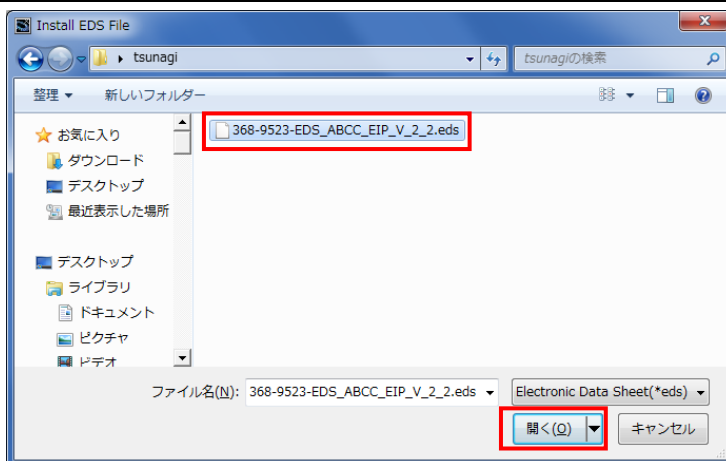 Install EDS File
tsunagi
tsunagiの検索
整理 新しいフォルダー
368-9523-EDS_ABCC_EIP_V_2_2.eds
お気に入り
ダウンロード
デスクトップ
最近表示した場所
デスクトップ
ライブラリ
ドキュメント
ピクチャ
ビデオ
ファイル名(N): 368-9523-EDS_ABCC_EIP_V_2_2.eds Electronic Data Sheet(*eds)
開く(O) キャンセル